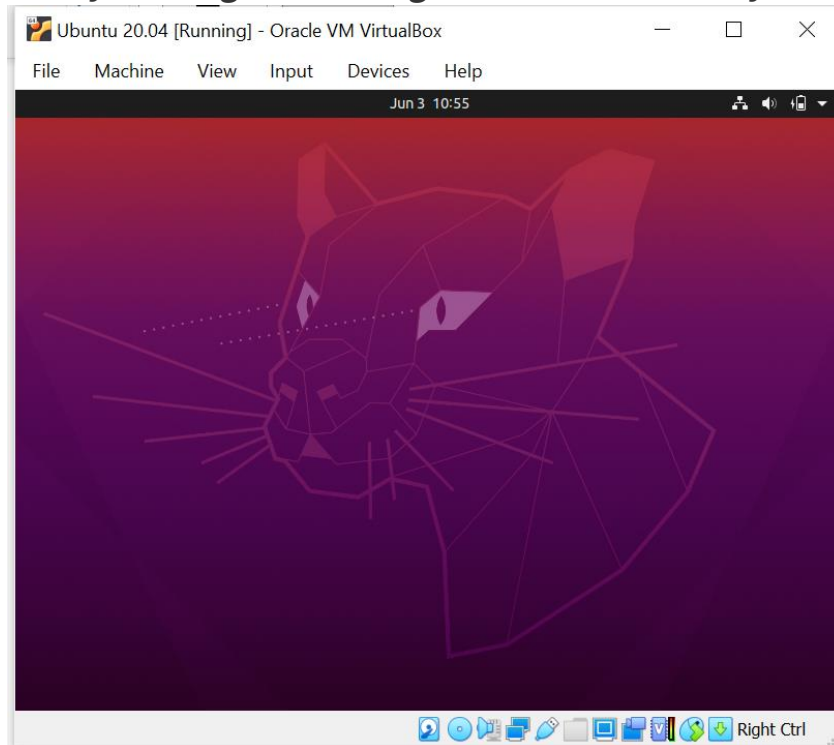 Ubuntu 20.04 [Running] - Oracle VM VirtualBox
File Machine View Input Devices Help
Jun 3 10:55
Right Ctrl